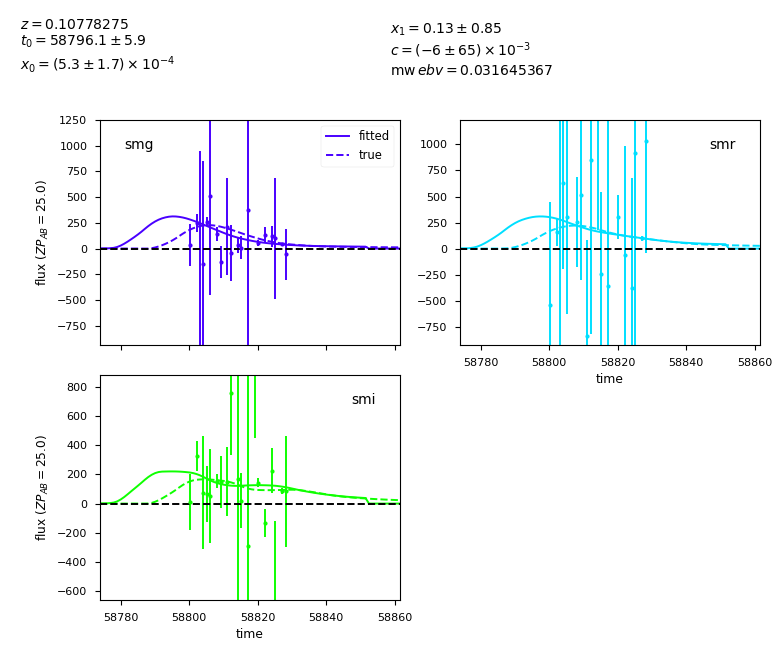 z = 0.10778275
t₀ = 58796.1 ± 5.9
x₀ = (5.3 ± 1.7) × 10⁻⁴
x₁ = 0.13 ± 0.85
c = (−6 ± 65) × 10⁻³
mw ebv = 0.031645367
smg
fitted
true
1250
1000
750
500
250
0
−250
−500
−750
flux (ZP_AB = 25.0)
smr
1000
750
500
250
0
−250
−500
−750
58780 58800 58820 58840 58860
time
smi
800
600
400
200
0
−200
−400
−600
flux (ZP_AB = 25.0)
58780 58800 58820 58840 58860
time